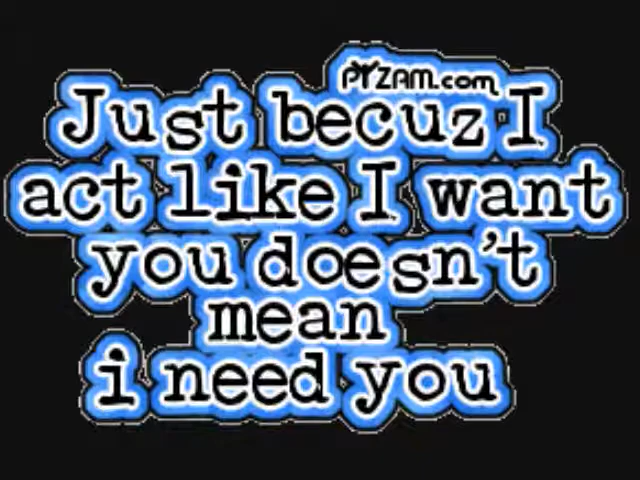 PYZAM.com
Just becuz I
act like I want
you doesn't
mean
i need you